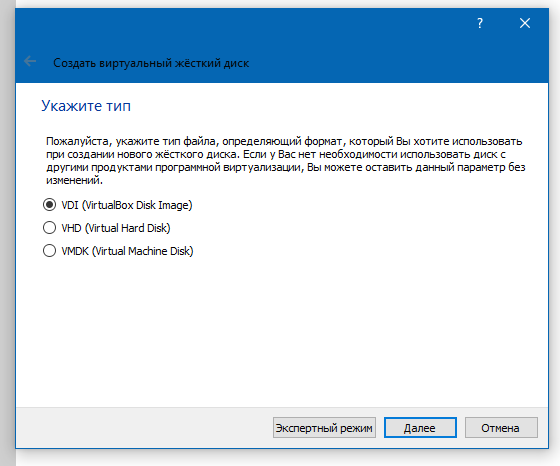 ?
Создать виртуальный жёсткий диск
Укажите тип
Пожалуйста, укажите тип файла, определяющий формат, который Вы хотите использовать
при создании нового жёсткого диска. Если у Вас нет необходимости использовать диск с
другими продуктами программной виртуализации, Вы можете оставить данный параметр без
изменений.
VDI (VirtualBox Disk Image)
VHD (Virtual Hard Disk)
VMDK (Virtual Machine Disk)
Экспертный режим Далее Отмена